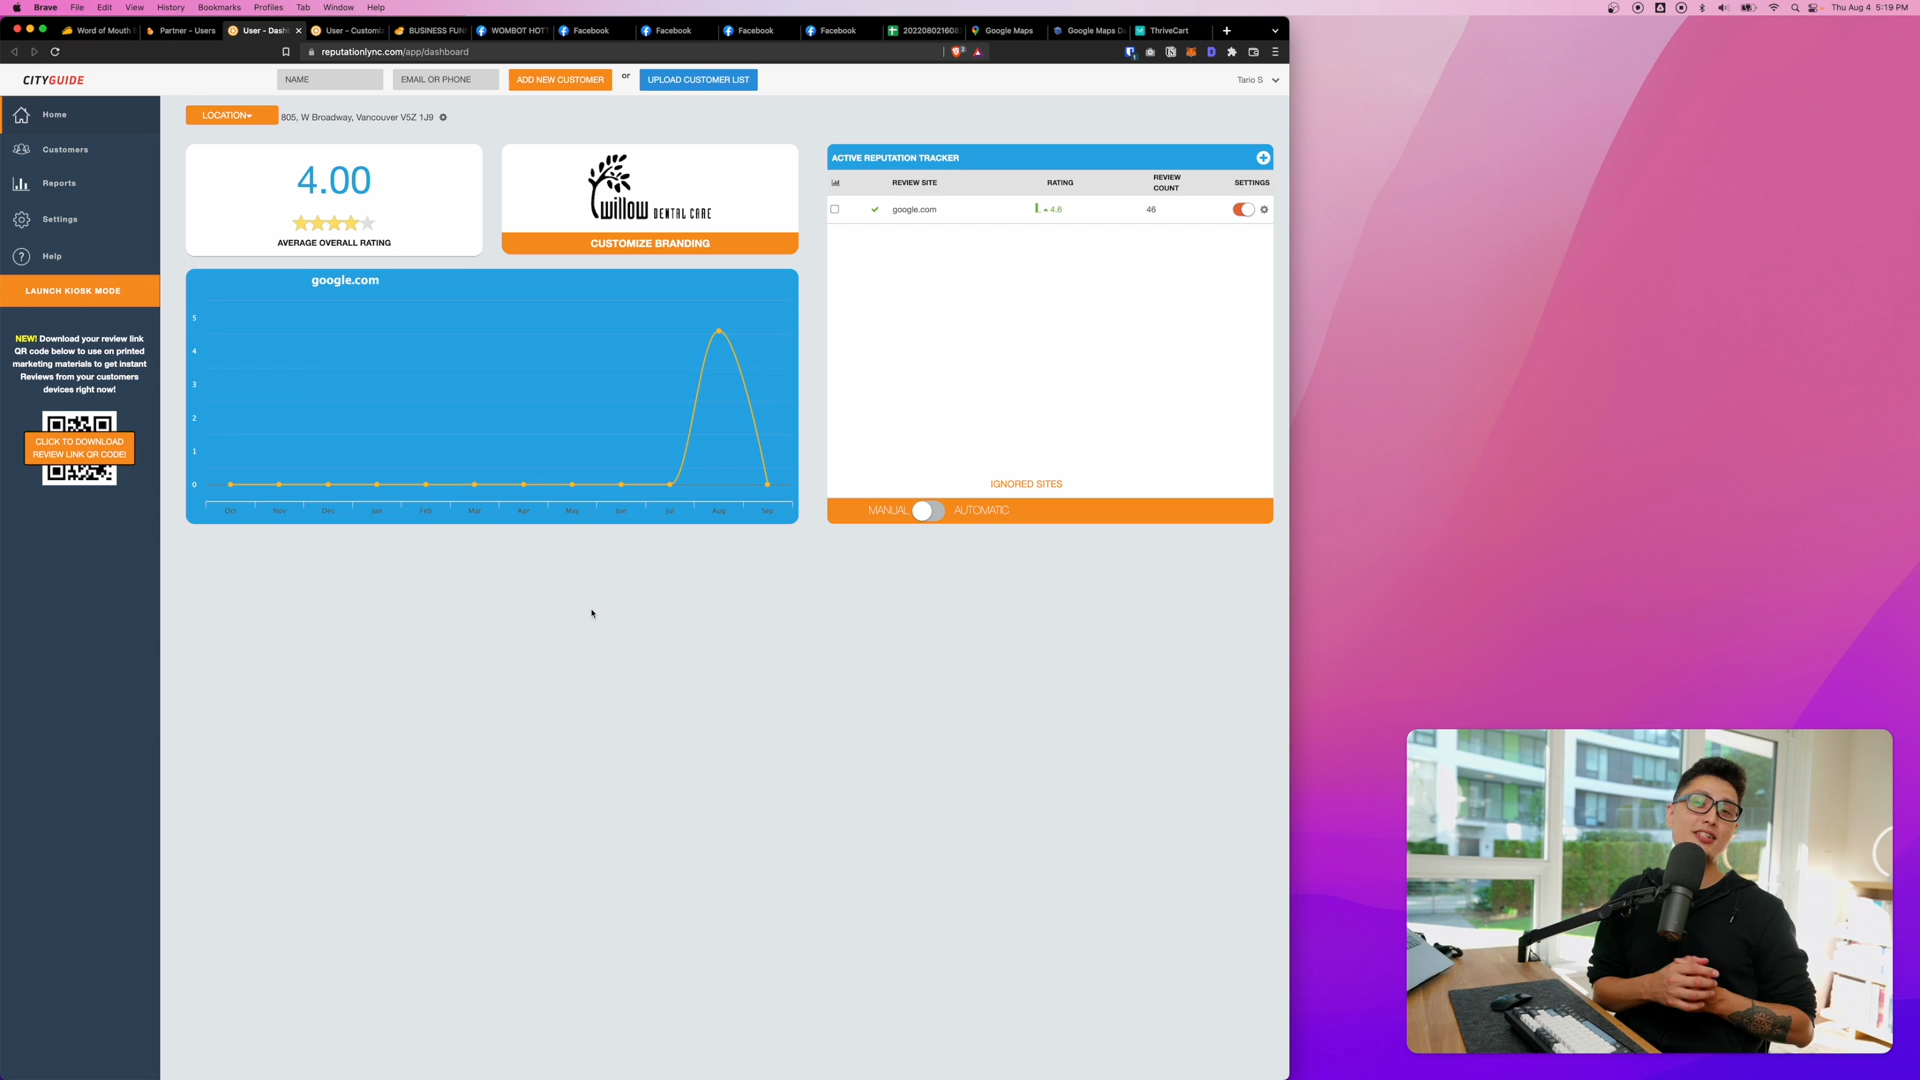 Brave File Edit View History Bookmarks Profiles Tab Window Help
Thu Aug 4 5:19 PM
Word of Mouth
Partner - Users
User - Dash
User - Customiz
BUSINESS FUN
WOMBOT HOT
Facebook
Facebook
Facebook
Facebook
202208021608
Google Maps
Google Maps D
ThriveCart
reputationlync.com/app/dashboard
CITYGUIDE
NAME
EMAIL OR PHONE
ADD NEW CUSTOMER
or
UPLOAD CUSTOMER LIST
Tario S
Home
Customers
Reports
Settings
Help
LAUNCH KIOSK MODE
NEW! Download your review link
QR code below to use on printed
marketing materials to get instant
Reviews from your customers
devices right now!
CLICK TO DOWNLOAD
REVIEW LINK QR CODE!
LOCATION
805, W Broadway, Vancouver V5Z 1J9
4.00
AVERAGE OVERALL RATING
willow DENTAL CARE
CUSTOMIZE BRANDING
google.com
5
4
3
2
1
0
Oct Nov Dec Jan Feb Mar Apr May Jun Jul Aug Sep
ACTIVE REPUTATION TRACKER
REVIEW SITE
RATING
REVIEW
COUNT
SETTINGS
google.com
4.6
46
IGNORED SITES
MANUAL
AUTOMATIC